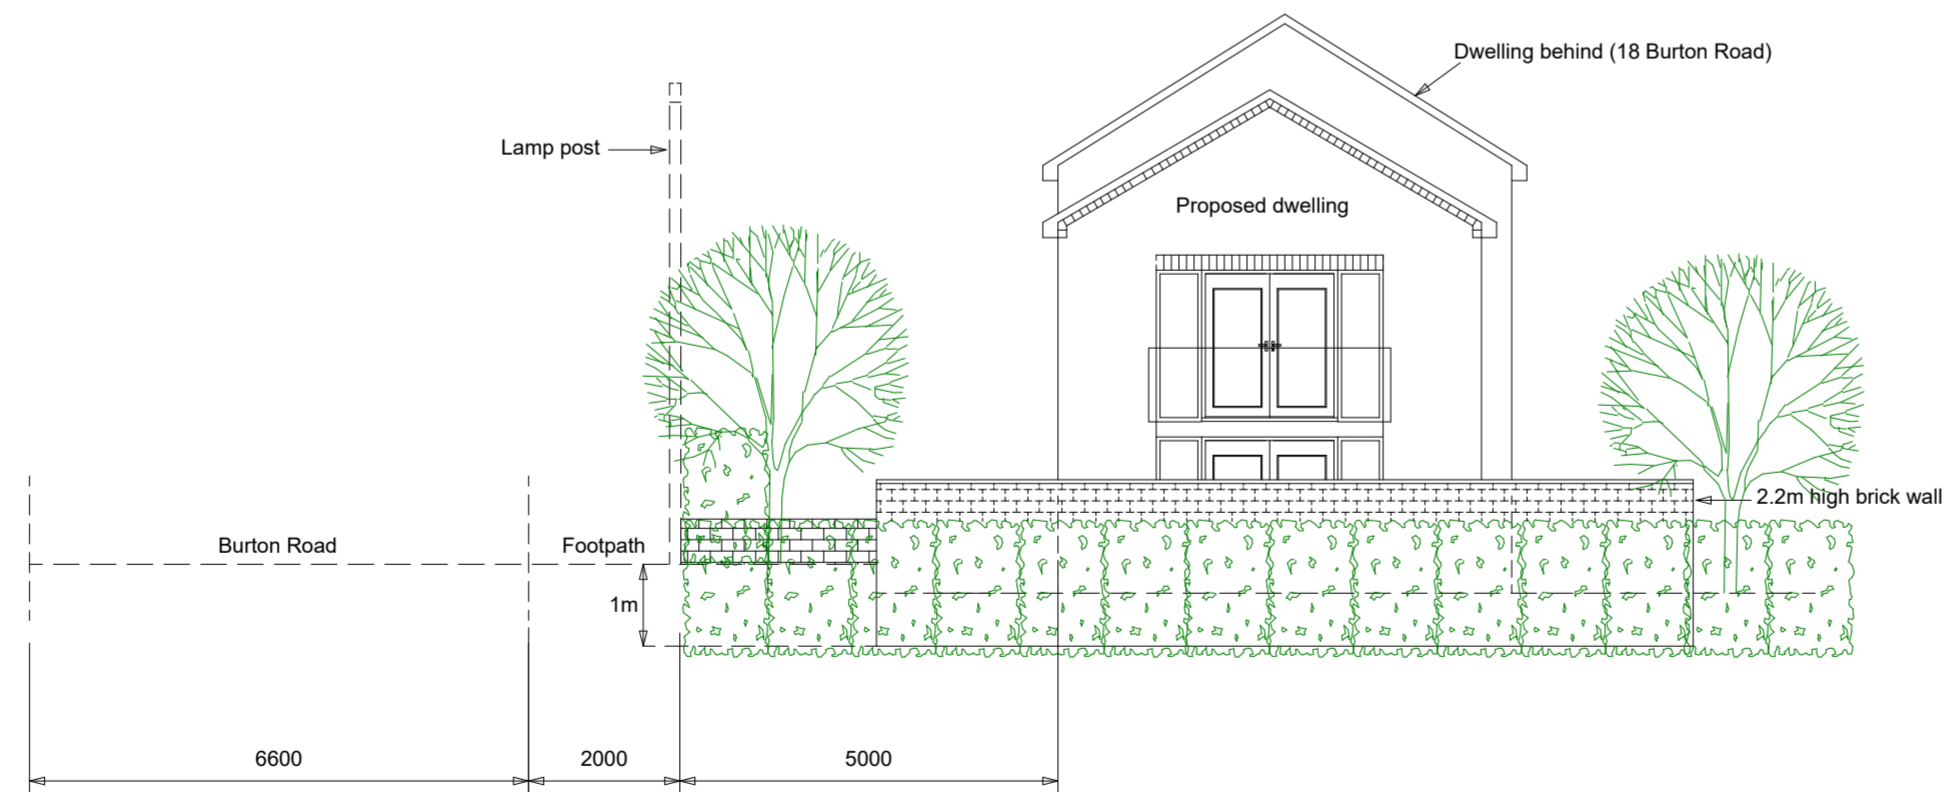 Dwelling behind (18 Burton Road)
Lamp post
Proposed dwelling
2.2m high brick wall
Burton Road
Footpath
1m
6600
2000
5000